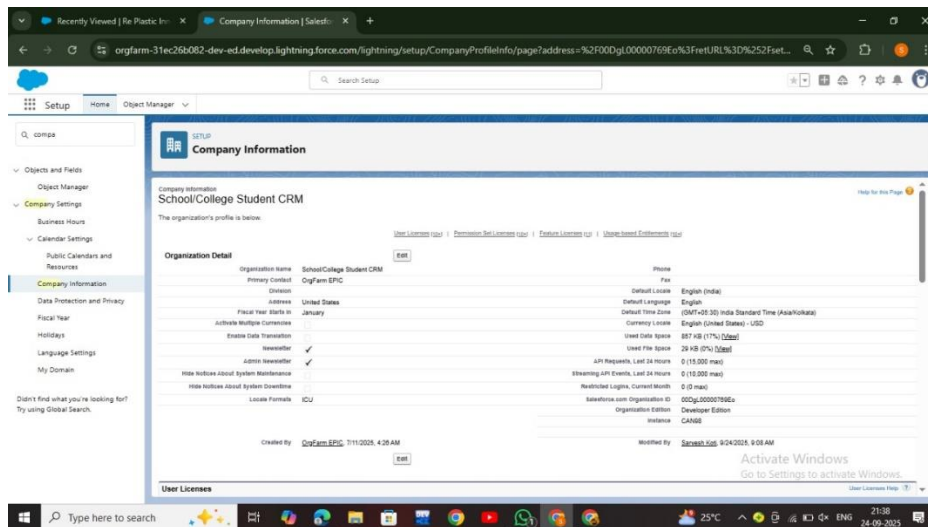 Recently Viewed | Re Plastic Inn
Company Information | Salesfor
orgfarm-31ec26b082-dev-ed.develop.lightning.force.com/lightning/setup/CompanyProfileInfo/page?address=%2F00DgL00000769Eo%3FretURL%3D%252Fset...
Search Setup
Setup
Home
Object Manager
compa
Objects and Fields
Object Manager
Company Settings
Business Hours
Calendar Settings
Public Calendars and
Resources
Company Information
Data Protection and Privacy
Fiscal Year
Holidays
Language Settings
My Domain
Didn't find what you're looking for?
Try using Global Search.
SETUP
Company Information
Company Information
School/College Student CRM
Help for this Page
The organization's profile is below.
User Licenses | Permission Set Licenses | Feature Licenses | Usage-based Entitlements
Organization Detail
Edit
Organization Name School/College Student CRM
Phone
Primary Contact OrgFarm EPIC
Fax
Division
Default Locale English (India)
Address United States
Default Language English
Fiscal Year Starts In January
Default Time Zone (GMT+05:30) India Standard Time (Asia/Kolkata)
Activate Multiple Currencies
Currency Locale English (United States) - USD
Enable Data Translation
Used Data Space 857 KB (17%) [View]
Newsletter ✓
Used File Space 29 KB (0%) [View]
Admin Newsletter ✓
API Requests, Last 24 Hours 0 (15,000 max)
Hide Notices About System Maintenance
Streaming API Events, Last 24 Hours 0 (10,000 max)
Hide Notices About System Downtime
Restricted Logins, Current Month 0 (0 max)
Locale Formats ICU
Salesforce.com Organization ID 00DgL00000769Eo
Organization Edition Developer Edition
Instance CAN98
Created By OrgFarm EPIC, 7/11/2025, 4:26 AM
Modified By Sarvesh Koti, 9/24/2025, 9:08 AM
Edit
Activate Windows
Go to Settings to activate Windows.
User Licenses
User Licenses Help
Type here to search
25°C
ENG
21:38
24-09-2025